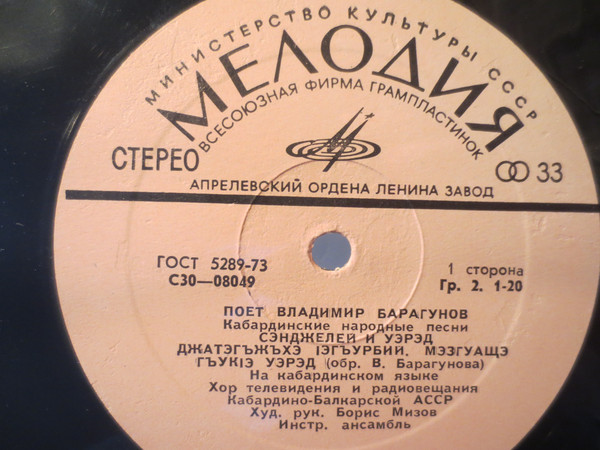 МИНИСТЕРСТВО КУЛЬТУРЫ СССР
МЕЛОДИЯ
ВСЕСОЮЗНАЯ ФИРМА ГРАМПЛАСТИНОК
СТЕРЕО
33
АПРЕЛЕВСКИЙ ОРДЕНА ЛЕНИНА ЗАВОД
ГОСТ 5289-73
С30—08049
1 сторона
Гр. 2. 1-20
ПОЕТ ВЛАДИМИР БАРАГУНОВ
Кабардинские народные песни
СЭНДЖЕЛЕЙ И УЭРЭД
ДЖАТЭГЪЖЪХЭ IЭГЪУРБИЙ. МЭЗГУАЩЭ
ГЪУКIЭ УЭРЭД (обр. В. Барагунова)
На кабардинском языке
Хор телевидения и радиовещания
Кабардино-Балкарской АССР
Худ. рук. Борис Мизов
Инстр. ансамбль